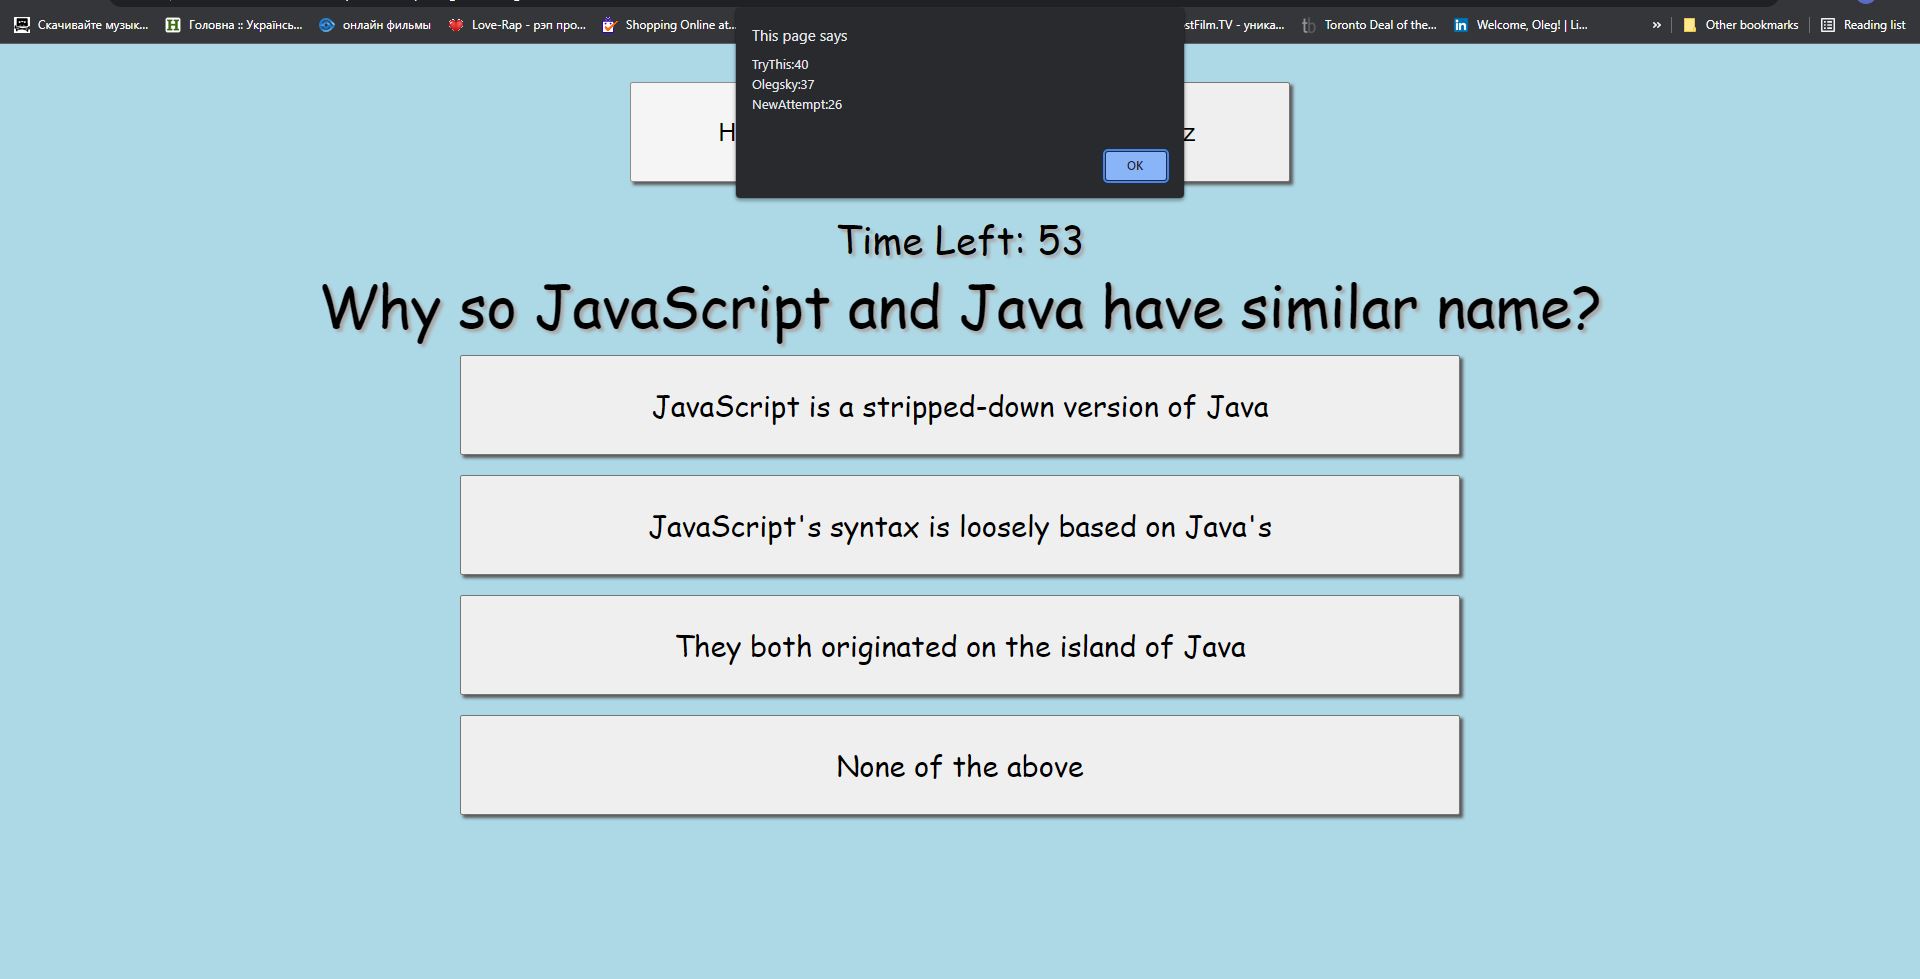 Скачивайте музык...
Головна :: Українсь...
онлайн фильмы
Love-Rap - рэп про...
Shopping Online at...
stFilm.TV - уника...
Toronto Deal of the...
Welcome, Oleg! | Li...
»
Other bookmarks
Reading list
This page says
TryThis:40
Olegsky:37
NewAttempt:26
OK
H
z
Time Left: 53
Why so JavaScript and Java have similar name?
JavaScript is a stripped-down version of Java
JavaScript's syntax is loosely based on Java's
They both originated on the island of Java
None of the above